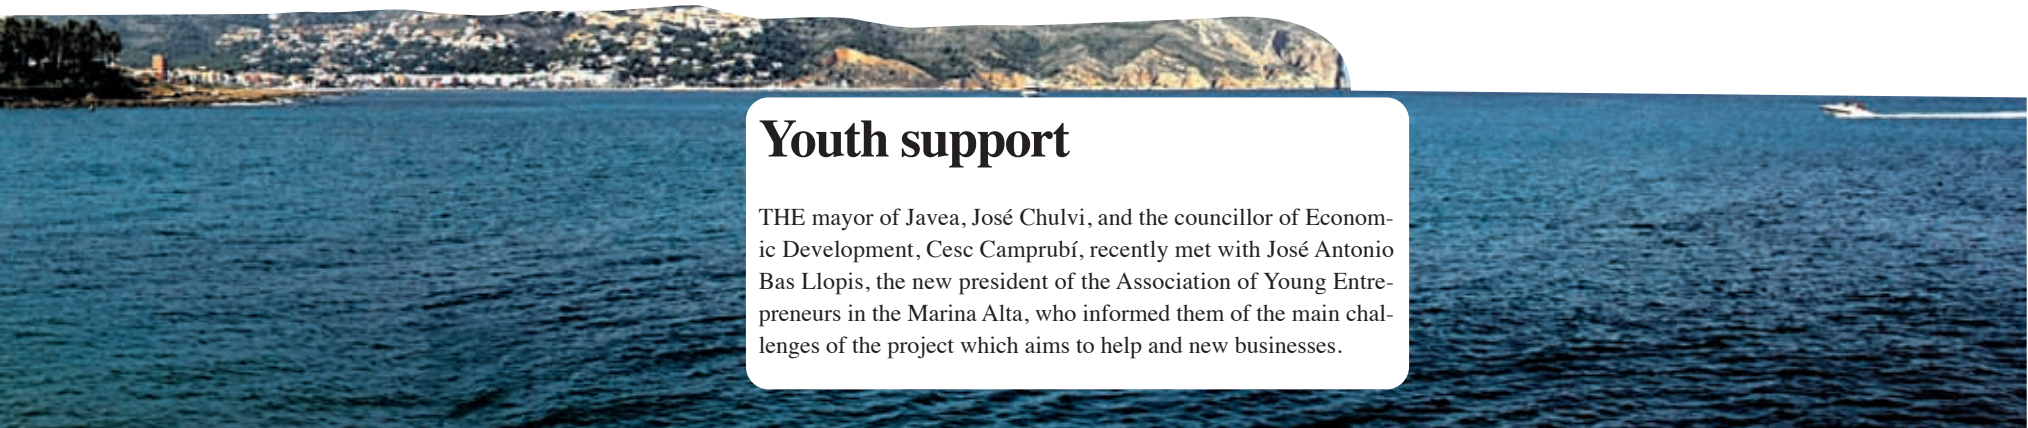 Youth support
THE mayor of Javea, José Chulvi, and the councillor of Econom-
ic Development, Cesc Camprubí, recently met with José Antonio
Bas Llopis, the new president of the Association of Young Entre-
preneurs in the Marina Alta, who informed them of the main chal-
lenges of the project which aims to help and new businesses.